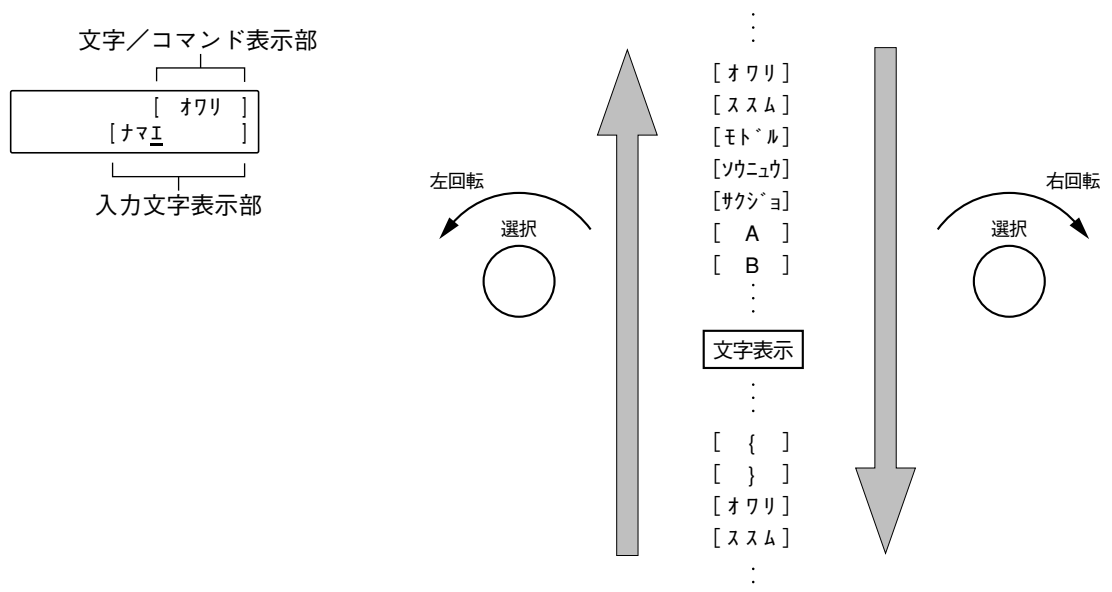 文字／コマンド表示部
[ ｵﾜﾘ ]
[ﾅﾏｴ ]
入力文字表示部
左回転
選択
[ｵﾜﾘ]
[ｽｽﾑ]
[ﾓﾄﾞﾙ]
[ｿｳﾆｭｳ]
[ｻｸｼﾞｮ]
[ A ]
[ B ]
文字表示
[ { ]
[ } ]
[ｵﾜﾘ]
[ｽｽﾑ]
右回転
選択